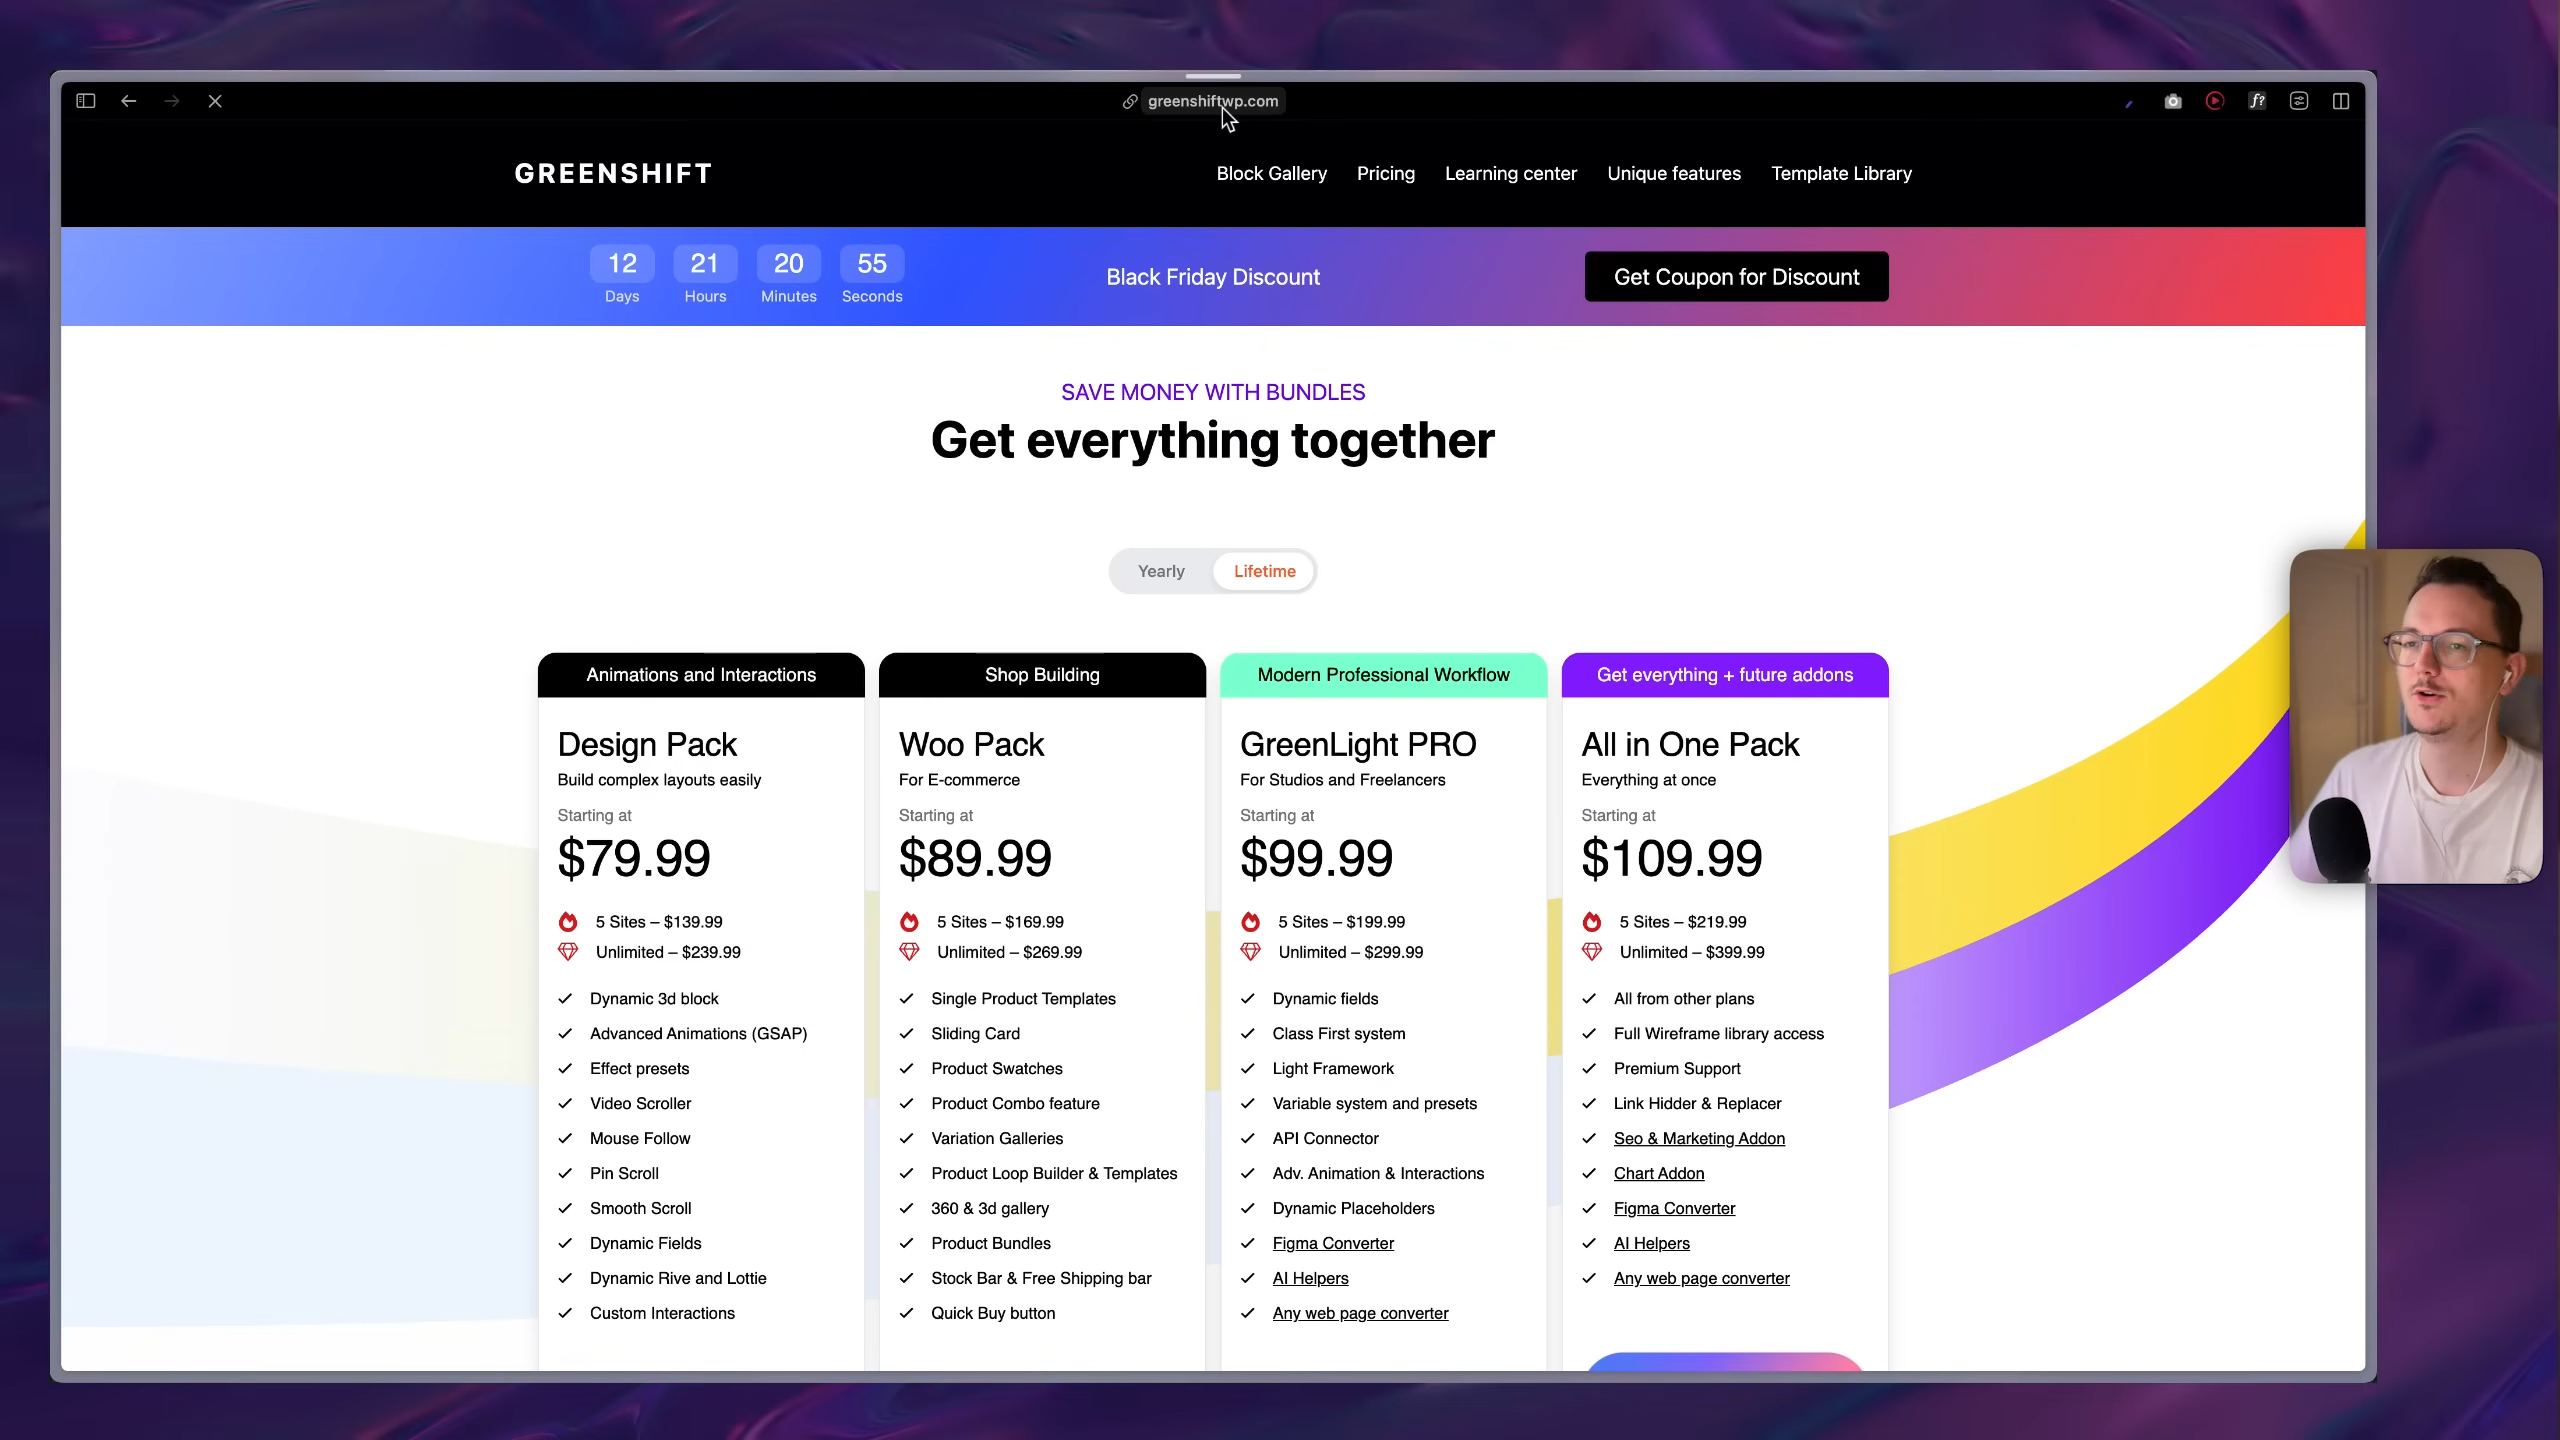 greenshiftwp.com
GREENSHIFT
Block Gallery
Pricing
Learning center
Unique features
Template Library
12
Days
21
Hours
20
Minutes
55
Seconds
Black Friday Discount
Get Coupon for Discount
SAVE MONEY WITH BUNDLES
Get everything together
Yearly
Lifetime
Animations and Interactions
Design Pack
Build complex layouts easily
Starting at
$79.99
5 Sites – $139.99
Unlimited – $239.99
Dynamic 3d block
Advanced Animations (GSAP)
Effect presets
Video Scroller
Mouse Follow
Pin Scroll
Smooth Scroll
Dynamic Fields
Dynamic Rive and Lottie
Custom Interactions
Shop Building
Woo Pack
For E-commerce
Starting at
$89.99
5 Sites – $169.99
Unlimited – $269.99
Single Product Templates
Sliding Card
Product Swatches
Product Combo feature
Variation Galleries
Product Loop Builder & Templates
360 & 3d gallery
Product Bundles
Stock Bar & Free Shipping bar
Quick Buy button
Modern Professional Workflow
GreenLight PRO
For Studios and Freelancers
Starting at
$99.99
5 Sites – $199.99
Unlimited – $299.99
Dynamic fields
Class First system
Light Framework
Variable system and presets
API Connector
Adv. Animation & Interactions
Dynamic Placeholders
Figma Converter
AI Helpers
Any web page converter
Get everything + future addons
All in One Pack
Everything at once
Starting at
$109.99
5 Sites – $219.99
Unlimited – $399.99
All from other plans
Full Wireframe library access
Premium Support
Link Hidder & Replacer
Seo & Marketing Addon
Chart Addon
Figma Converter
AI Helpers
Any web page converter